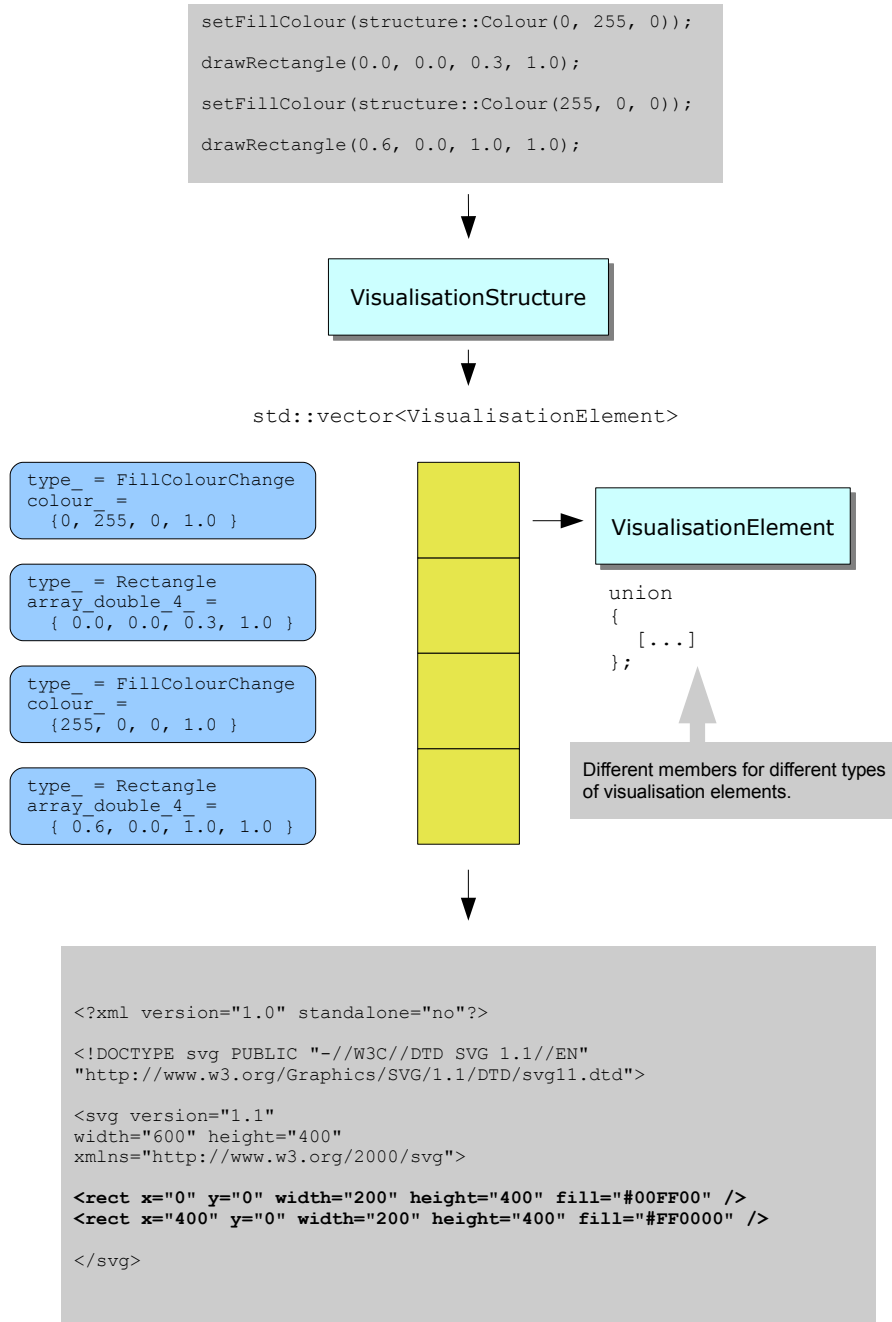 setFillColour(structure::Colour(0, 255, 0));
drawRectangle(0.0, 0.0, 0.3, 1.0);
setFillColour(structure::Colour(255, 0, 0));
drawRectangle(0.6, 0.0, 1.0, 1.0);
VisualisationStructure
std::vector<VisualisationElement>
type_ = FillColourChange
colour_ =
{0, 255, 0, 1.0 }
type_ = Rectangle
array_double_4_ =
{ 0.0, 0.0, 0.3, 1.0 }
type_ = FillColourChange
colour_ =
{255, 0, 0, 1.0 }
type_ = Rectangle
array_double_4_ =
{ 0.6, 0.0, 1.0, 1.0 }
VisualisationElement
union
{
[...]
};
Different members for different types
of visualisation elements.
<?xml version="1.0" standalone="no"?>
<!DOCTYPE svg PUBLIC "-//W3C//DTD SVG 1.1//EN"
"http://www.w3.org/Graphics/SVG/1.1/DTD/svg11.dtd">
<svg version="1.1"
width="600" height="400"
xmlns="http://www.w3.org/2000/svg">
<rect x="0" y="0" width="200" height="400" fill="#00FF00" />
<rect x="400" y="0" width="200" height="400" fill="#FF0000" />
</svg>